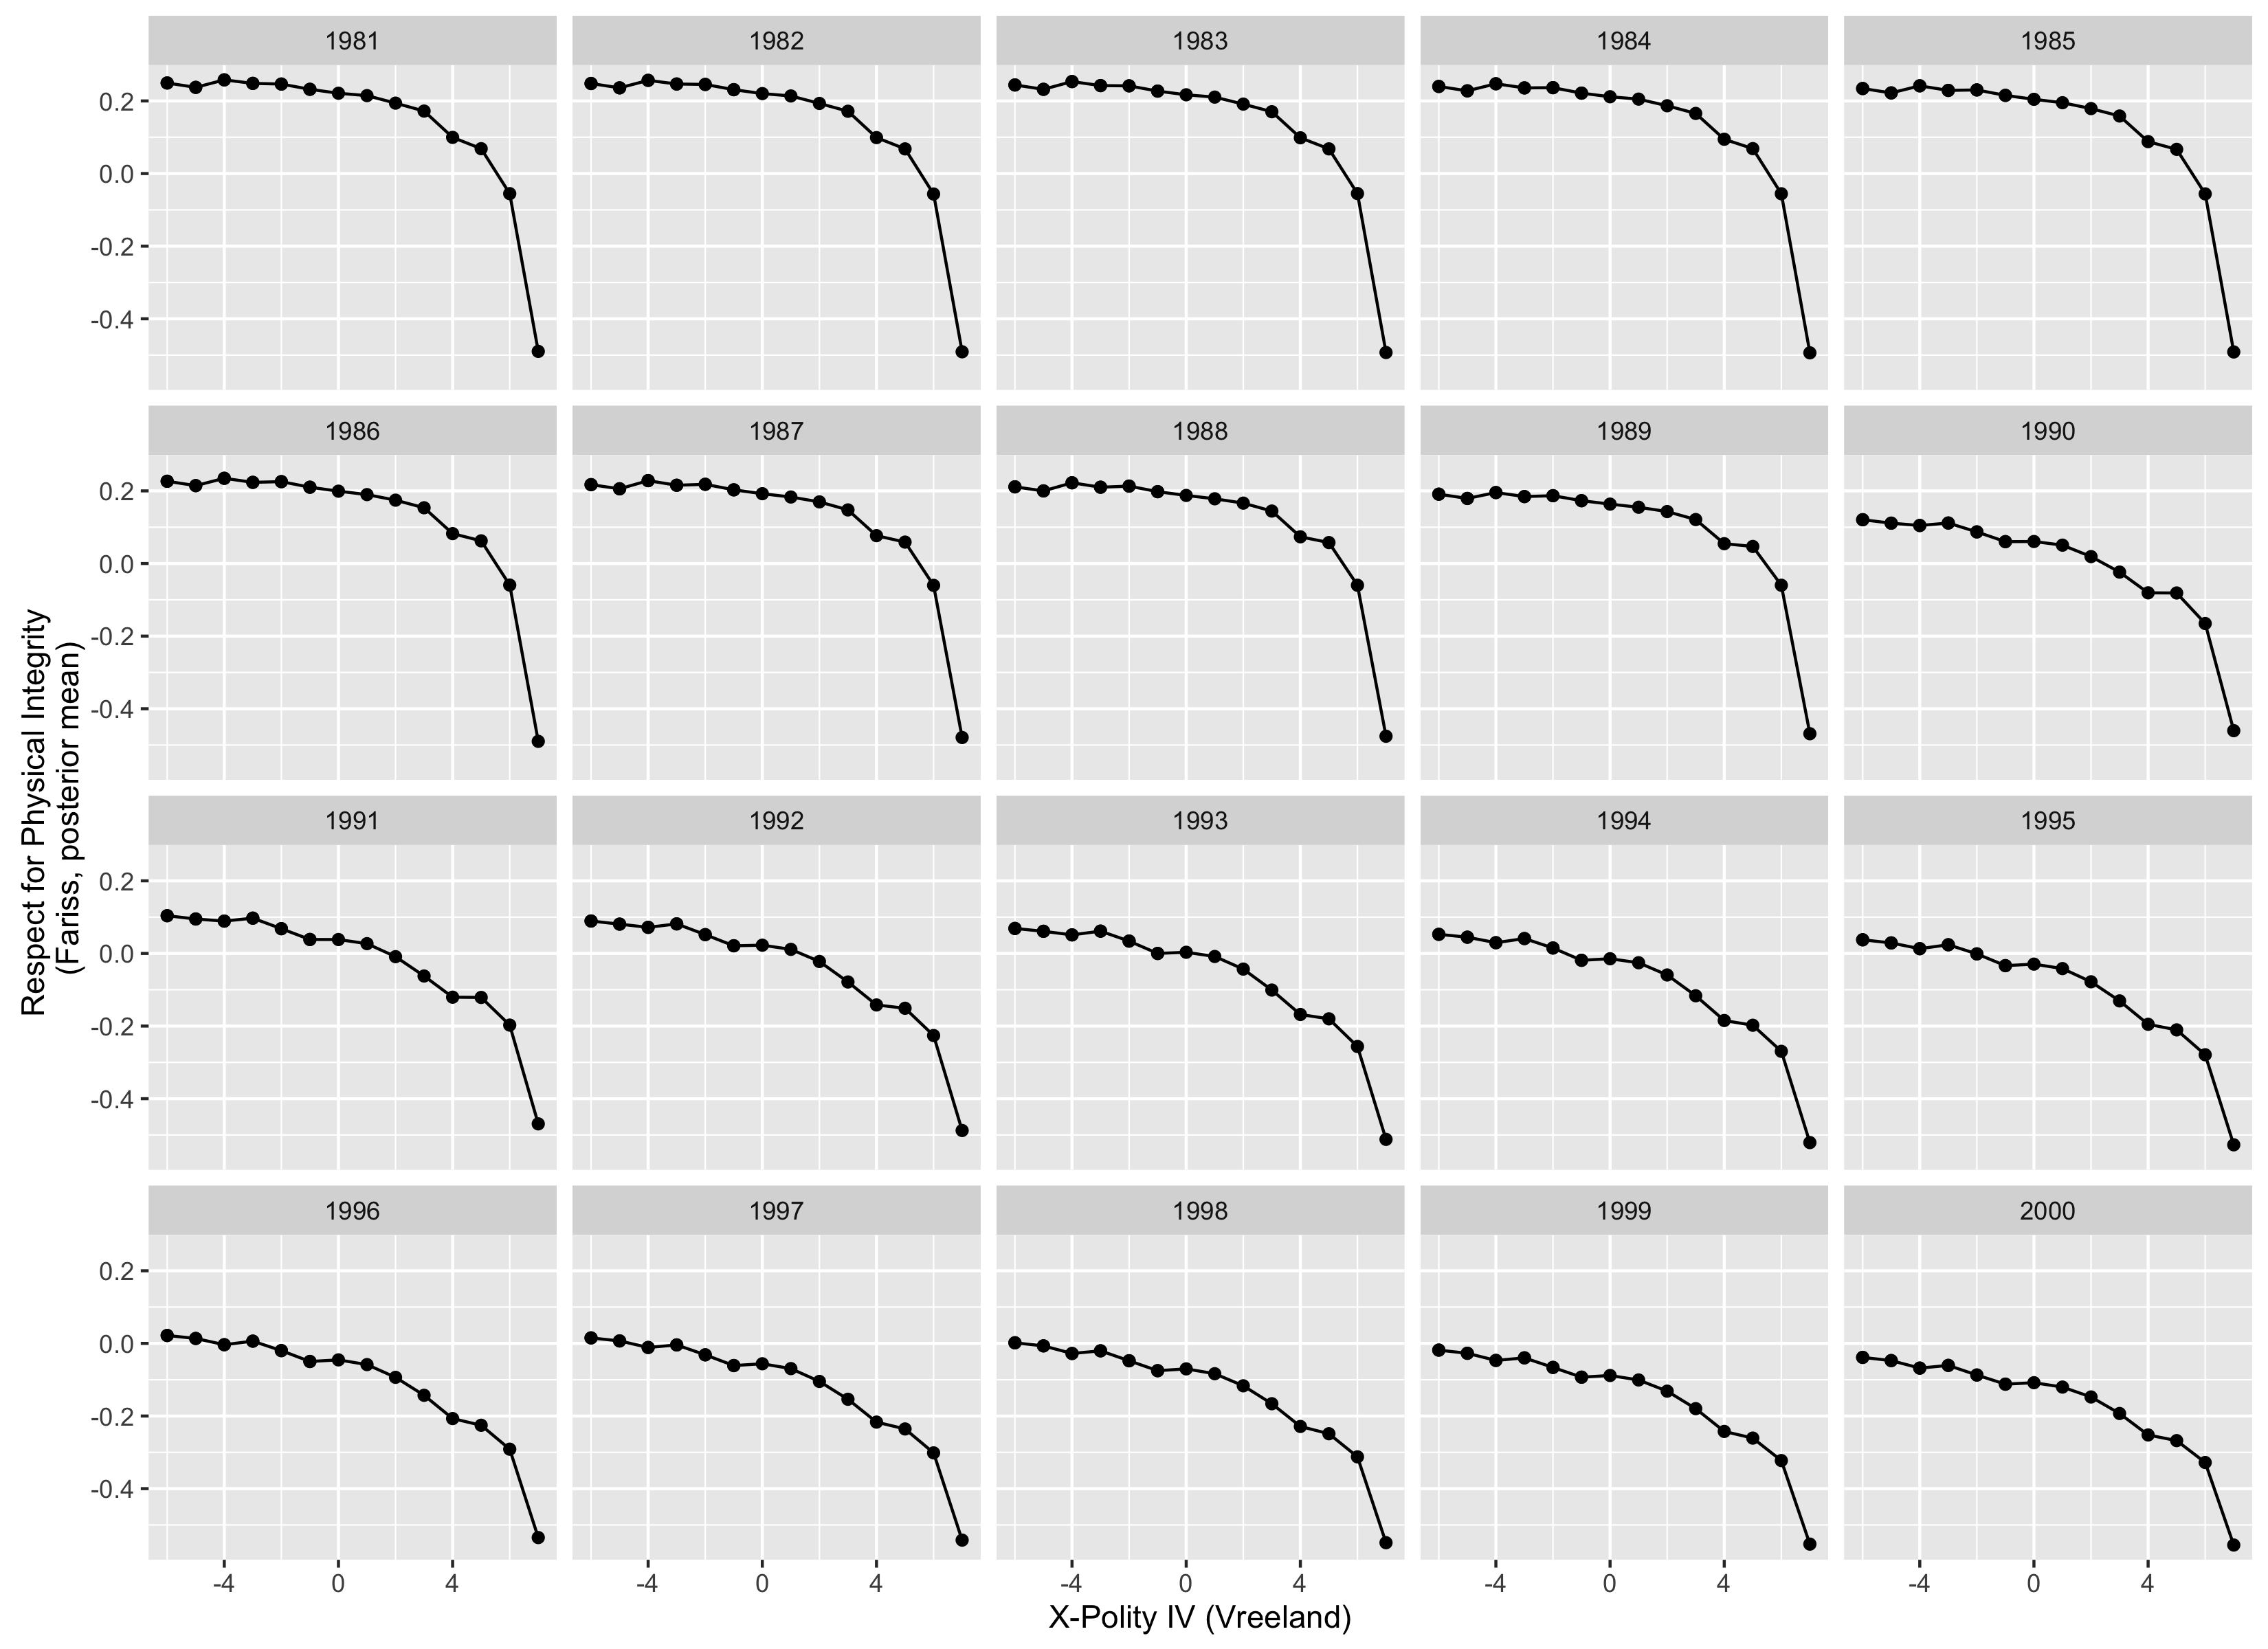 1981 1982 1983 1984 1985
0.2
0.0
-0.2
-0.4
1986 1987 1988 1989 1990
0.2
0.0
-0.2
-0.4
1991 1992 1993 1994 1995
0.2
0.0
-0.2
-0.4
1996 1997 1998 1999 2000
0.2
0.0
-0.2
-0.4
-4 0 4 -4 0 4 -4 0 4 -4 0 4 -4 0 4
X-Polity IV (Vreeland)
Respect for Physical Integrity
(Fariss, posterior mean)